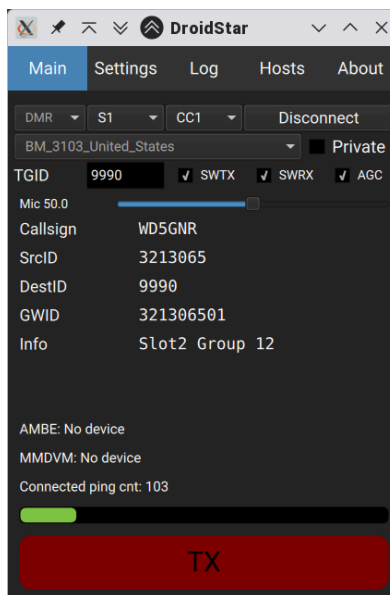 DroidStar
Main Settings Log Hosts About
DMR S1 CC1 Disconnect
BM_3103_United_States Private
TGID 9990 SWTX SWRX AGC
Mic 50.0
Callsign WD5GNR
SrcID 3213065
DestID 9990
GWID 321306501
Info Slot2 Group 12
AMBE: No device
MMDVM: No device
Connected ping cnt: 103
TX